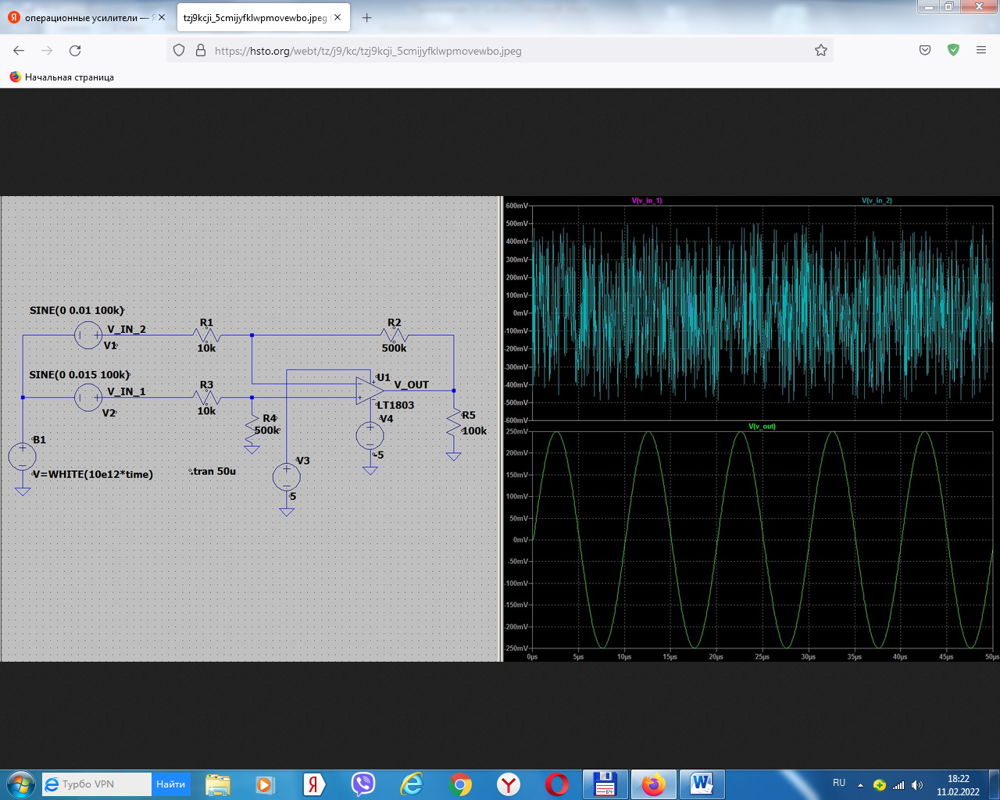 операционные усилители —
tzj9kcji_5cmijyfklwpmovewbo.jpeg
https://hsto.org/webt/tz/j9/kc/tzj9kcji_5cmijyfklwpmovewbo.jpeg
Начальная страница
SINE(0 0.01 100k)
V_IN_2
V1
R1
10k
R2
500k
SINE(0 0.015 100k)
V_IN_1
V2
R3
10k
U1
V_OUT
LT1803
R4
500k
V4
-5
R5
100k
B1
V=WHITE(10e12*time)
.tran 50u
V3
5
V(v_in_1) V(v_in_2)
600mV
500mV
400mV
300mV
200mV
100mV
0mV
-100mV
-200mV
-300mV
-400mV
-500mV
-600mV
V(v_out)
250mV
200mV
150mV
100mV
50mV
0mV
-50mV
-100mV
-150mV
-200mV
-250mV
0µs 5µs 10µs 15µs 20µs 25µs 30µs 35µs 40µs 45µs 50µs
Турбо VPN Найти
64
RU
18:22
11.02.2022